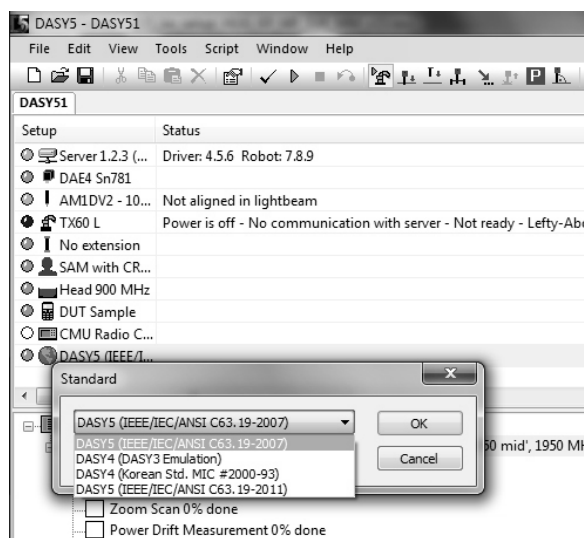 DASY5 - DASY51
File Edit View Tools Script Window Help
DASY51
Setup Status
Server 1.2.3 (... Driver: 4.5.6 Robot: 7.8.9
DAE4 Sn781
AM1DV2 - 10... Not aligned in lightbeam
TX60 L Power is off - No communication with server - Not ready - Lefty-Abo
No extension
SAM with CR...
Head 900 MHz
DUT Sample
CMU Radio C...
DASY5 (IEEE/I...
Standard
DASY5 (IEEE/IEC/ANSI C63.19-2007) OK
DASY5 (IEEE/IEC/ANSI C63.19-2007)
50 mid', 1950 MH
DASY4 (DASY3 Emulation) Cancel
DASY4 (Korean Std. MIC #2000-93)
DASY5 (IEEE/IEC/ANSI C63.19-2011)
Zoom Scan 0% done
Power Drift Measurement 0% done